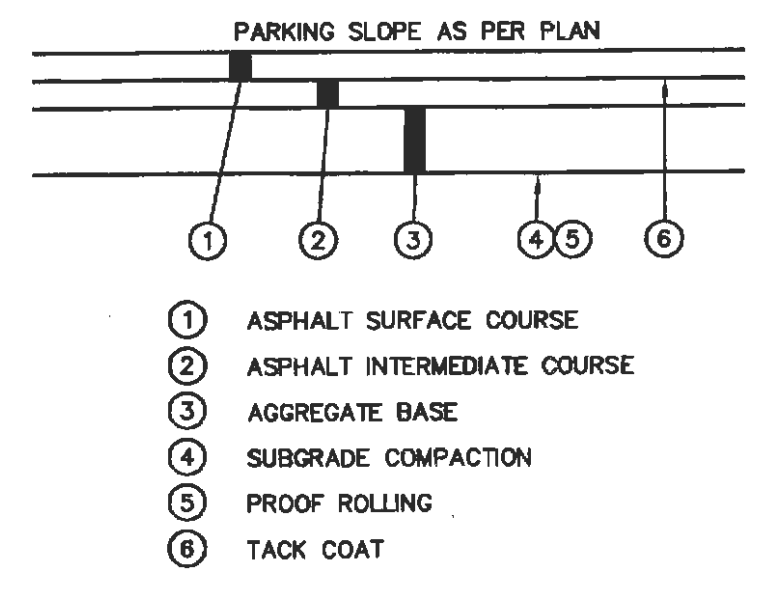 PARKING SLOPE AS PER PLAN
1 2 3 4 5 6
1 ASPHALT SURFACE COURSE
2 ASPHALT INTERMEDIATE COURSE
3 AGGREGATE BASE
4 SUBGRADE COMPACTION
5 PROOF ROLLING
6 TACK COAT